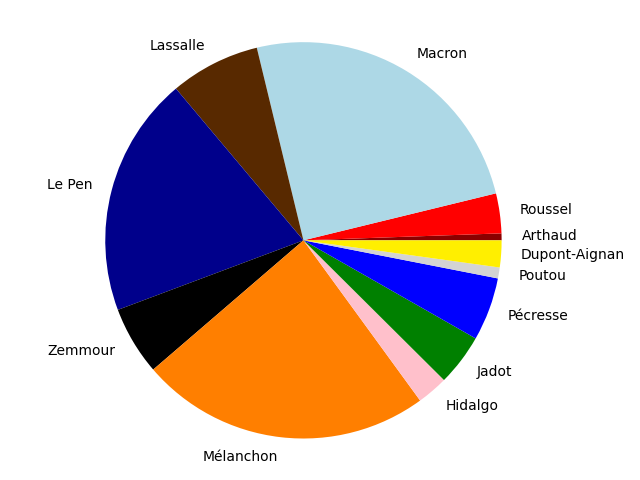 Lassalle
Macron
Le Pen
Roussel
Arthaud
Dupont-Aignan
Poutou
Pécresse
Zemmour
Jadot
Hidalgo
Mélanchon